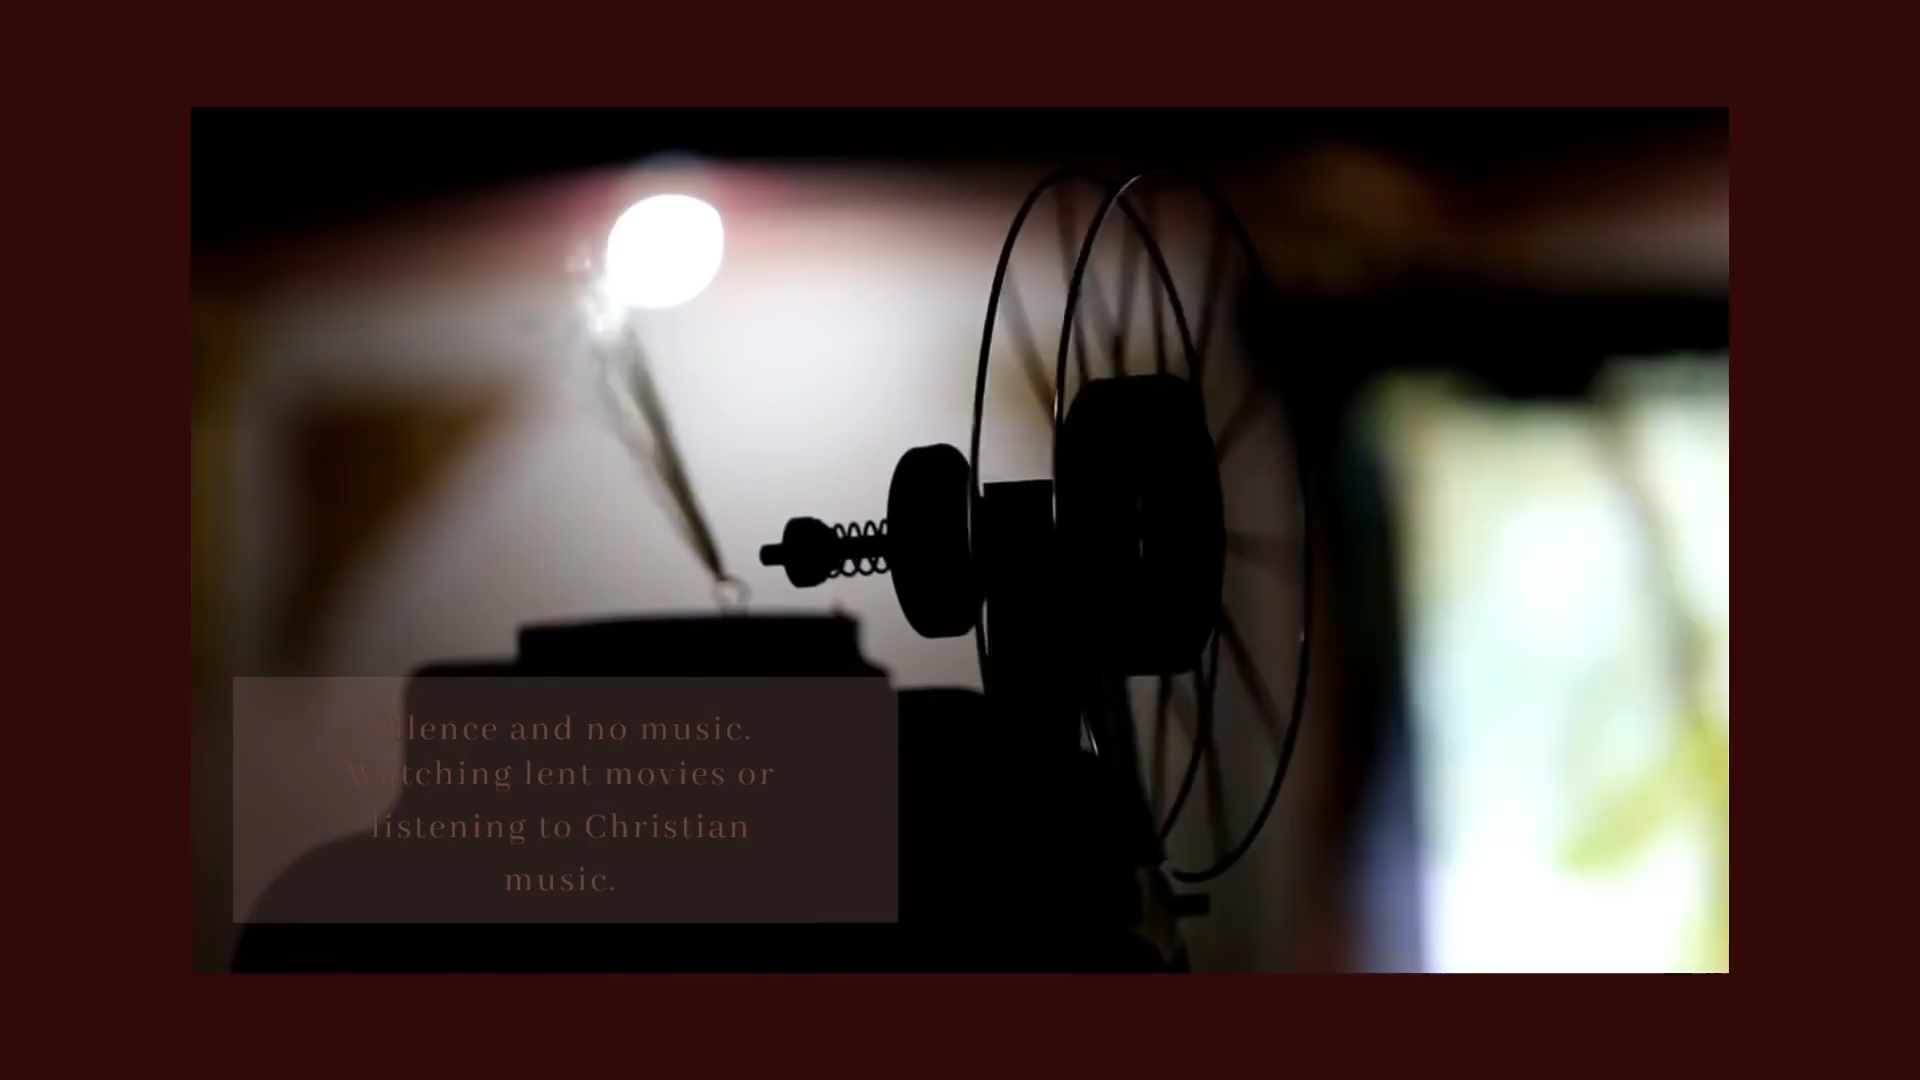 Silence and no music.
Watching lent movies or
listening to Christian
music.